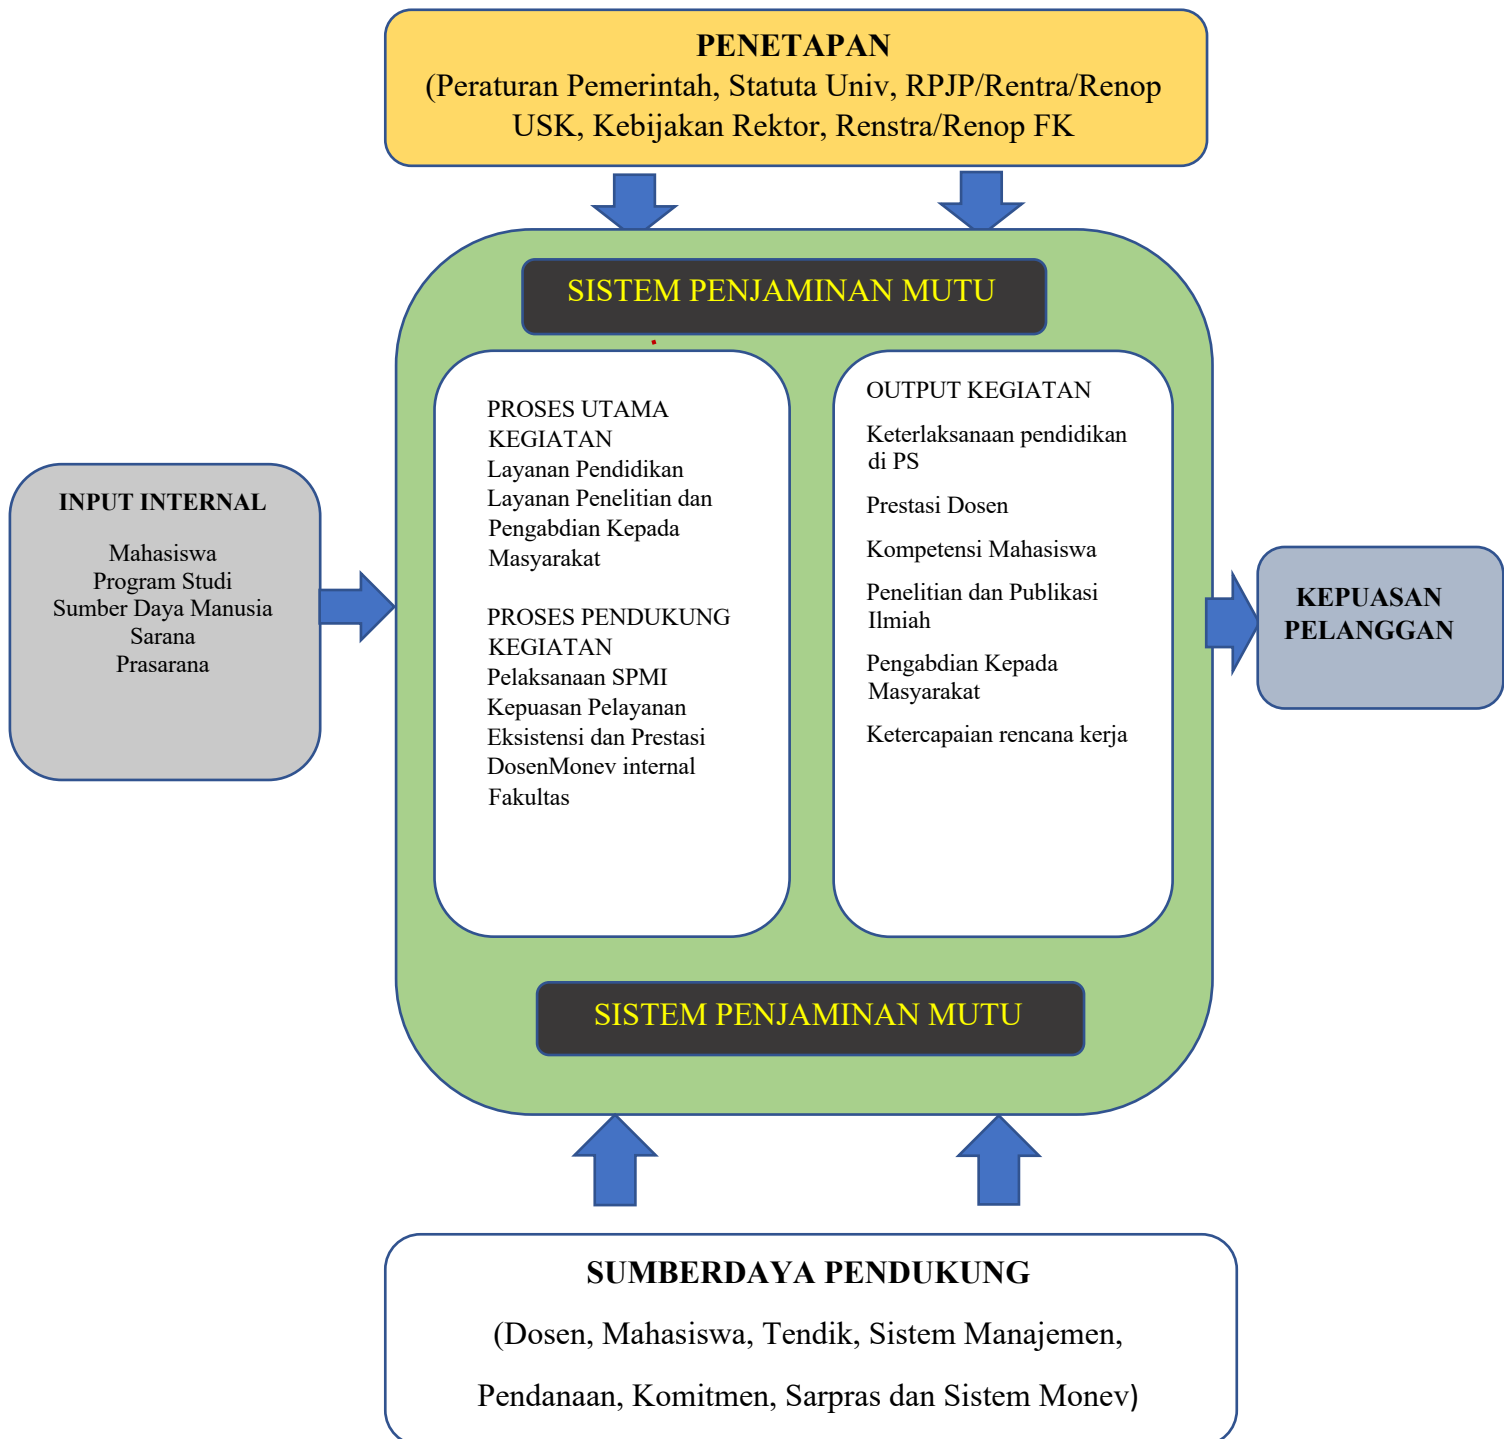 PENETAPAN
(Peraturan Pemerintah, Statuta Univ, RPJP/Rentra/Renop
USK, Kebijakan Rektor, Renstra/Renop FK
SISTEM PENJAMINAN MUTU
INPUT INTERNAL
Mahasiswa
Program Studi
Sumber Daya Manusia
Sarana
Prasarana
PROSES UTAMA
KEGIATAN
Layanan Pendidikan
Layanan Penelitian dan
Pengabdian Kepada
Masyarakat
PROSES PENDUKUNG
KEGIATAN
Pelaksanaan SPMI
Kepuasan Pelayanan
Eksistensi dan Prestasi
DosenMonev internal
Fakultas
OUTPUT KEGIATAN
Keterlaksanaan pendidikan
di PS
Prestasi Dosen
Kompetensi Mahasiswa
Penelitian dan Publikasi
Ilmiah
Pengabdian Kepada
Masyarakat
Ketercapaian rencana kerja
KEPUASAN
PELANGGAN
SISTEM PENJAMINAN MUTU
SUMBERDAYA PENDUKUNG
(Dosen, Mahasiswa, Tendik, Sistem Manajemen,
Pendanaan, Komitmen, Sarpras dan Sistem Monev)